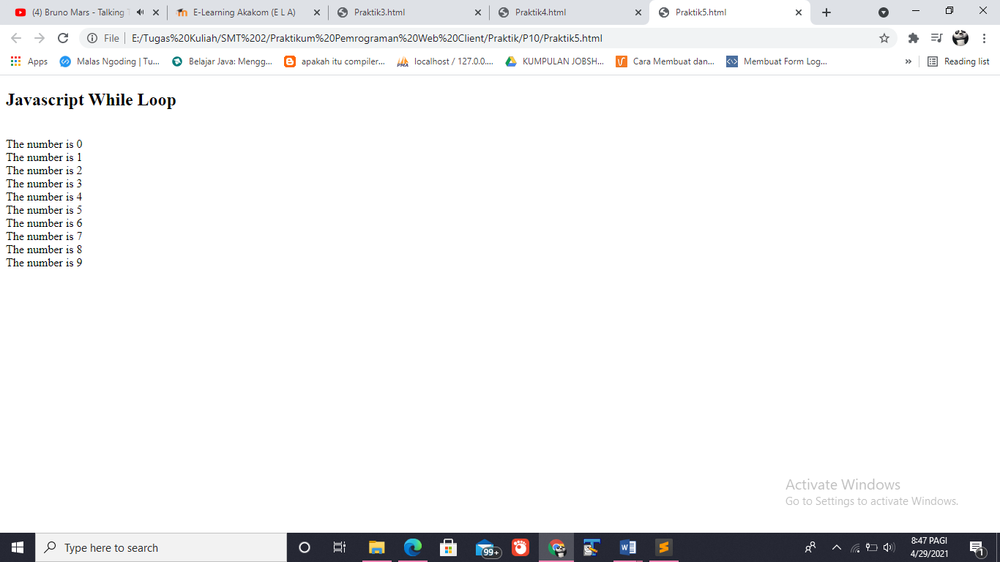 (4) Bruno Mars - Talking T
E-Learning Akakom (E L A)
Praktik3.html
Praktik4.html
Praktik5.html
File
E:/Tugas%20Kuliah/SMT%202/Praktikum%20Pemrograman%20Web%20Client/Praktik/P10/Praktik5.html
Apps
Malas Ngoding | Tu...
Belajar Java: Mengg...
apakah itu compiler...
PMA
localhost / 127.0.0....
KUMPULAN JOBSH...
Cara Membuat dan...
Membuat Form Log...
»
Reading list
Javascript While Loop
The number is 0
The number is 1
The number is 2
The number is 3
The number is 4
The number is 5
The number is 6
The number is 7
The number is 8
The number is 9
Activate Windows
Go to Settings to activate Windows.
Type here to search
99+
8:47 PAGI
4/29/2021
1